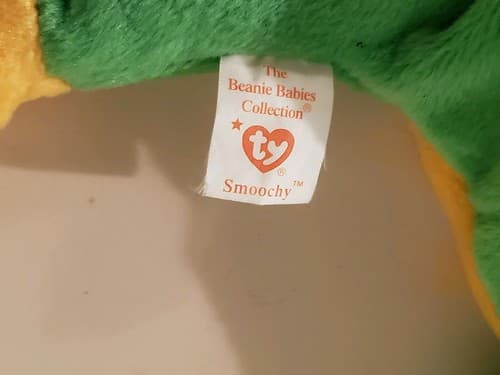 The
Beanie Babies
Collection®
ty
®
Smoochy™